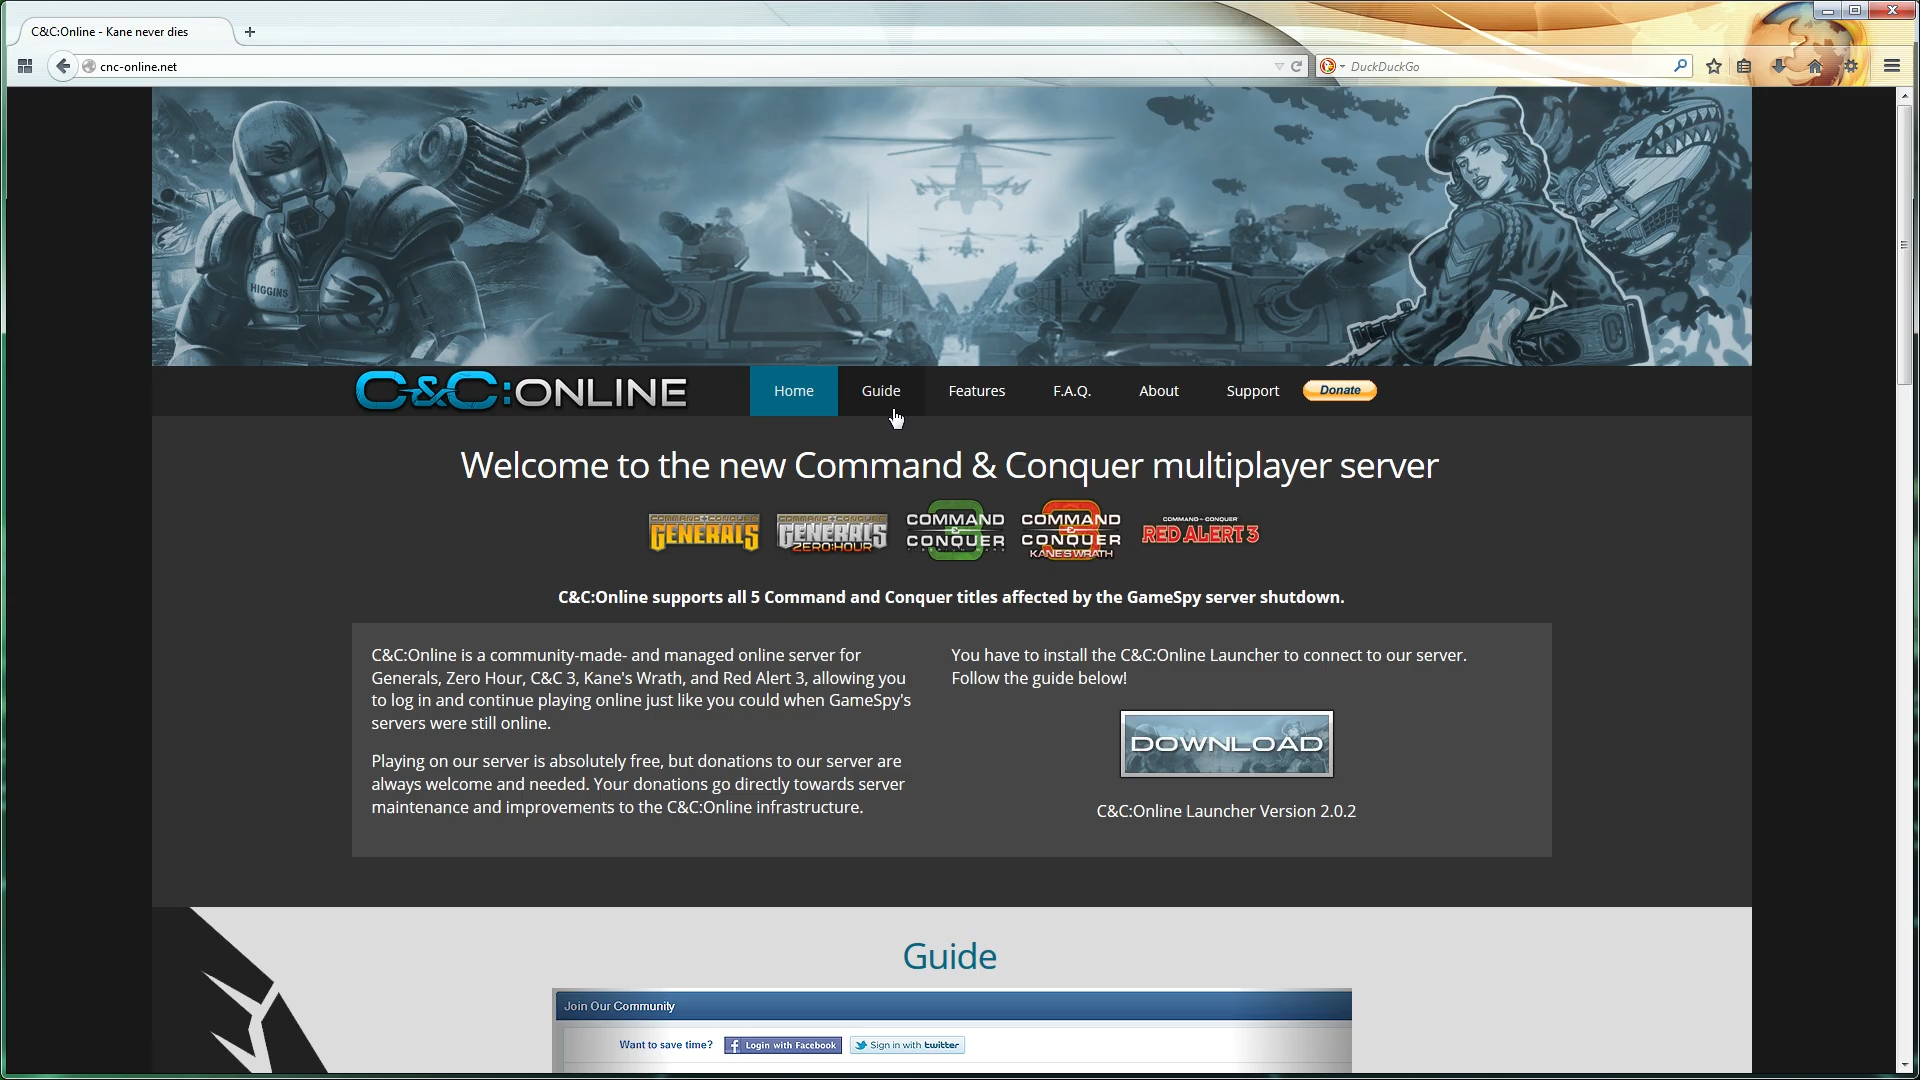 C&C:Online - Kane never dies
cnc-online.net
DuckDuckGo
HIGGINS
C&C:ONLINE
Home
Guide
Features
F.A.Q.
About
Support
Donate
Welcome to the new Command & Conquer multiplayer server
COMMAND & CONQUER
GENERALS
COMMAND & CONQUER
GENERALS
ZERO:HOUR
COMMAND
&
CONQUER
TIBERIUM WARS
COMMAND
&
CONQUER
KANES WRATH
COMMAND & CONQUER
RED ALERT 3
C&C:Online supports all 5 Command and Conquer titles affected by the GameSpy server shutdown.
C&C:Online is a community-made- and managed online server for
Generals, Zero Hour, C&C 3, Kane's Wrath, and Red Alert 3, allowing you
to log in and continue playing online just like you could when GameSpy's
servers were still online.
Playing on our server is absolutely free, but donations to our server are
always welcome and needed. Your donations go directly towards server
maintenance and improvements to the C&C:Online infrastructure.
You have to install the C&C:Online Launcher to connect to our server.
Follow the guide below!
DOWNLOAD
C&C:Online Launcher Version 2.0.2
Guide
Join Our Community
Want to save time?
Login with Facebook
Sign in with twitter